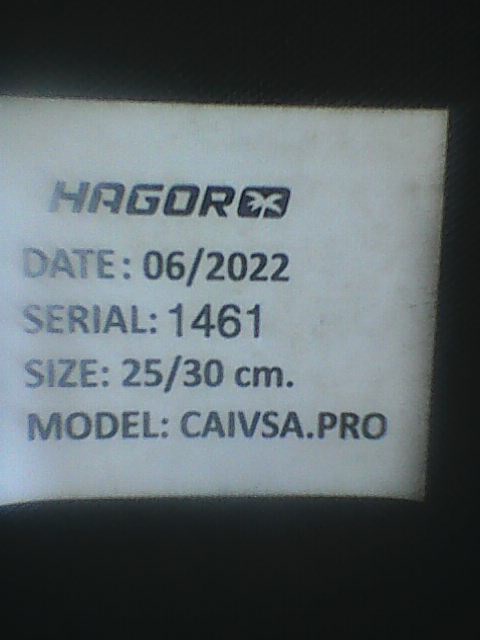 HAGOR
DATE: 06/2022
SERIAL: 1461
SIZE: 25/30 cm.
MODEL: CAIVSA.PRO